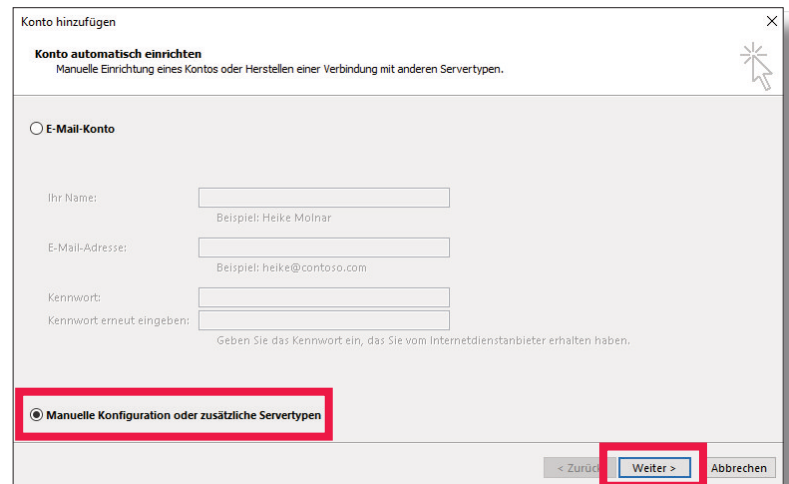 Konto hinzufügen
Konto automatisch einrichten
Manuelle Einrichtung eines Kontos oder Herstellen einer Verbindung mit anderen Servertypen.
E-Mail-Konto
Ihr Name:
Beispiel: Heike Molnar
E-Mail-Adresse:
Beispiel: heike@contoso.com
Kennwort:
Kennwort erneut eingeben:
Geben Sie das Kennwort ein, das Sie vom Internetdienstanbieter erhalten haben.
Manuelle Konfiguration oder zusätzliche Servertypen
< Zurück Weiter > Abbrechen